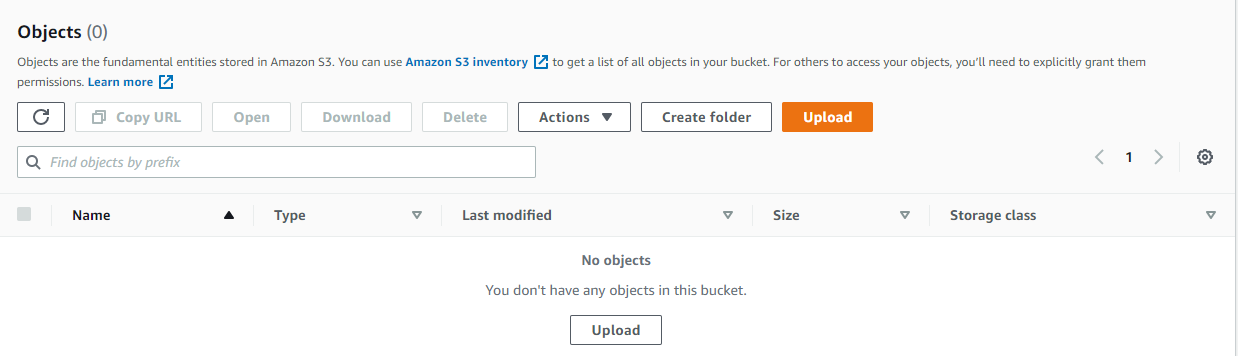 Objects (0)
Objects are the fundamental entities stored in Amazon S3. You can use Amazon S3 inventory to get a list of all objects in your bucket. For others to access your objects, you’ll need to explicitly grant them
permissions. Learn more
Copy URL Open Download Delete Actions Create folder Upload
Find objects by prefix 1
Name Type Last modified Size Storage class
No objects
You don't have any objects in this bucket.
Upload